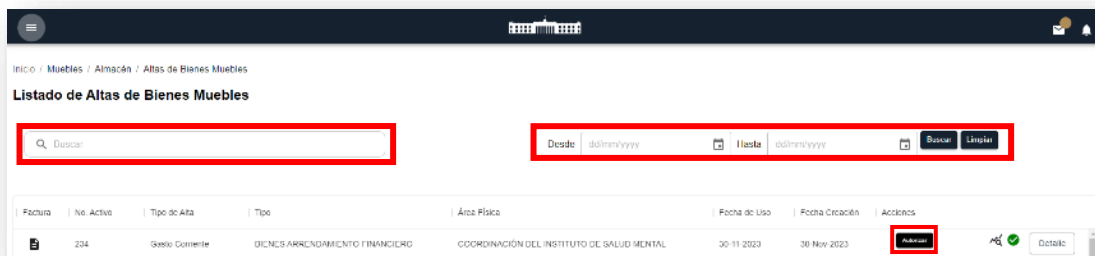 Inicio / Muebles / Almacén / Altas de Bienes Muebles
Listado de Altas de Bienes Muebles
Buscar
Desde dd/mm/yyyy Hasta dd/mm/yyyy Buscar Limpiar
Factura No. Activo Tipo de Alta Tipo Área Física Fecha de Uso Fecha Creación Acciones
234 Gasto Corriente BIENES ARRENDAMIENTO FINANCIERO COORDINACIÓN DEL INSTITUTO DE SALUD MENTAL 30-11-2023 30-Nov-2023 Autorizar Detalle